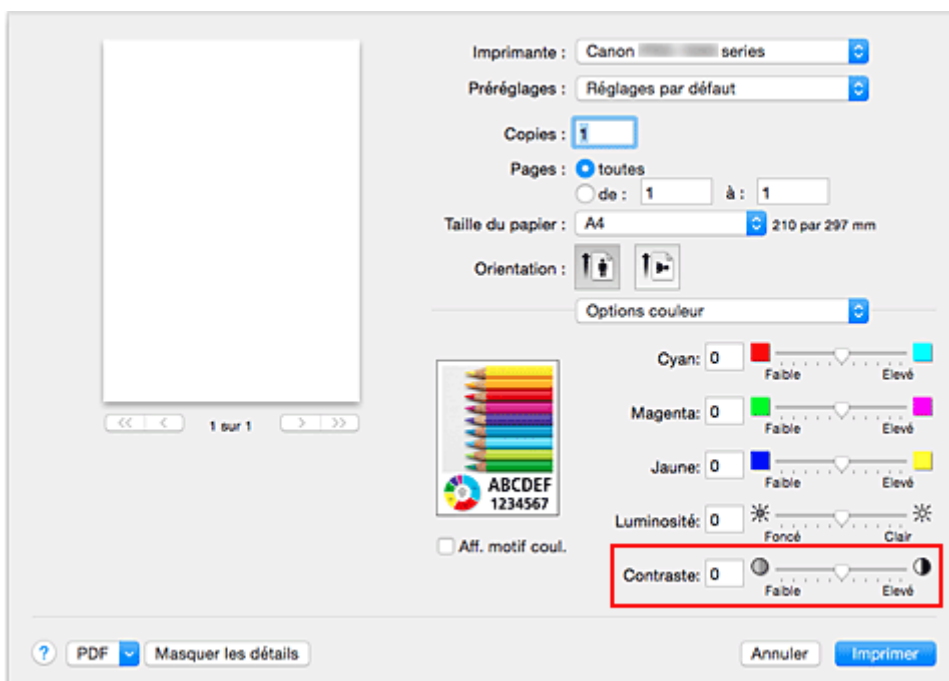 Imprimante : Canon series
Préréglages : Réglages par défaut
Copies : 1
Pages : toutes
de : 1 à : 1
Taille du papier : A4 210 par 297 mm
Orientation :
Options couleur
Cyan: 0
Faible Elevé
Magenta: 0
Faible Elevé
Jaune: 0
Faible Elevé
Luminosité: 0
Foncé Clair
Contraste: 0
Faible Elevé
1 sur 1
ABCDEF
1234567
Aff. motif coul.
? PDF Masquer les détails Annuler Imprimer